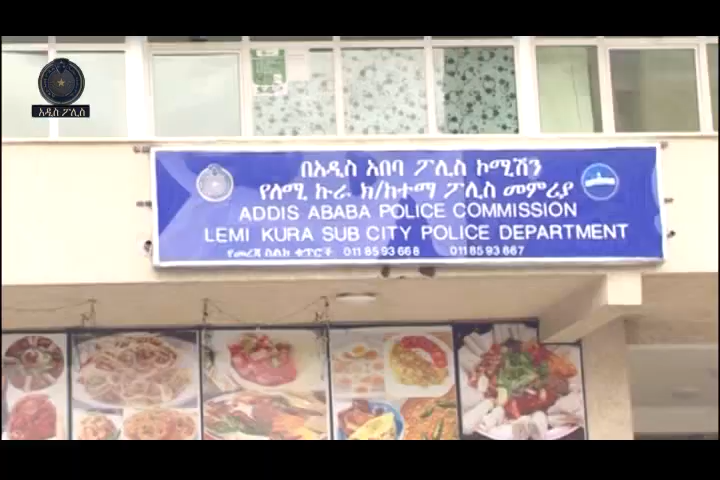 አዲስ ፖሊስ
በአዲስ አበባ ፖሊስ ኮሚሽን
የለሚ ኩራ ክ/ከተማ ፖሊስ መምሪያ
ADDIS ABABA POLICE COMMISSION
LEMI KURA SUB CITY POLICE DEPARTMENT
የመረጃ ስልክ ቁጥሮች 011 85 93 668 011 85 93 667